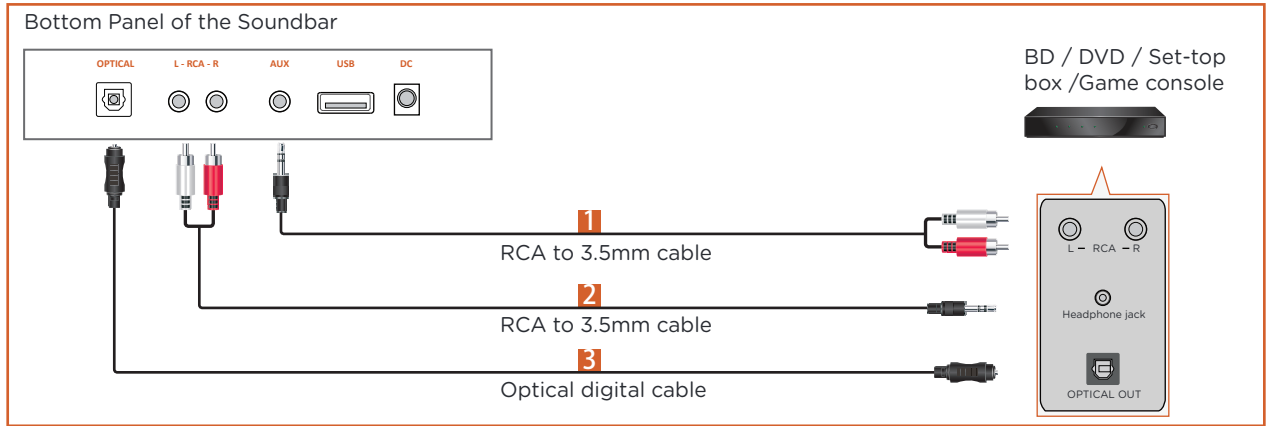 Bottom Panel of the Soundbar
OPTICAL L - RCA - R AUX USB DC
BD / DVD / Set-top
box /Game console
1
RCA to 3.5mm cable
2
RCA to 3.5mm cable
3
Optical digital cable
L - RCA - R
Headphone jack
OPTICAL OUT